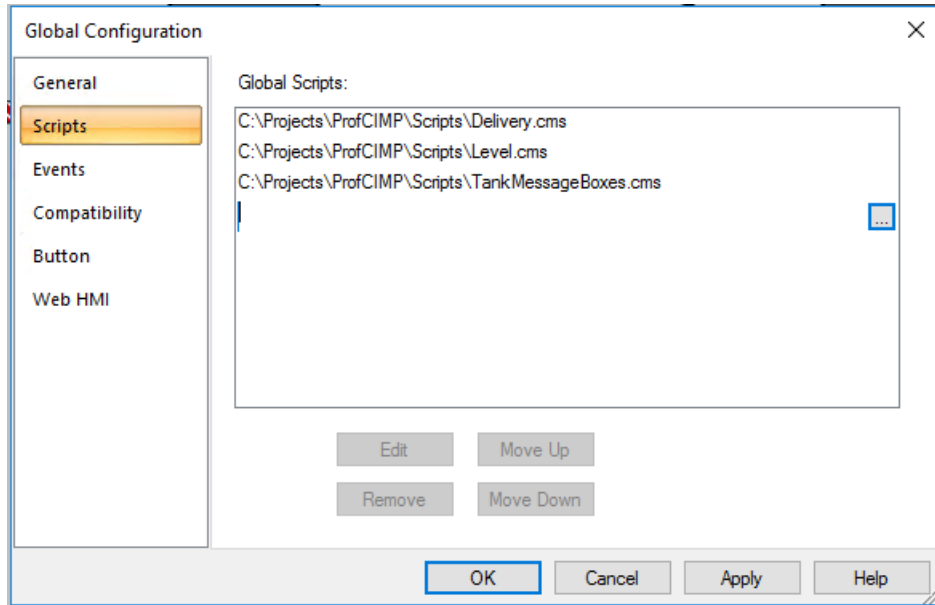 Global Configuration
General
Scripts
Events
Compatibility
Button
Web HMI
Global Scripts:
C:\Projects\ProfCIMP\Scripts\Delivery.cms
C:\Projects\ProfCIMP\Scripts\Level.cms
C:\Projects\ProfCIMP\Scripts\TankMessageBoxes.cms
...
Edit
Move Up
Remove
Move Down
OK
Cancel
Apply
Help